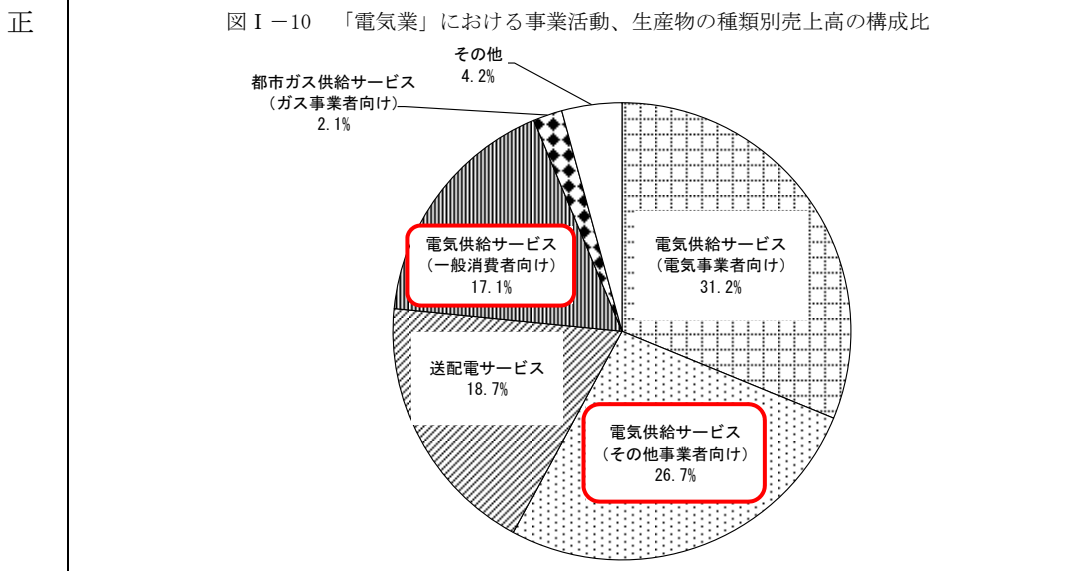 正
図Ⅰ-10 「電気業」における事業活動、生産物の種類別売上高の構成比
その他
4.2%
都市ガス供給サービス
（ガス事業者向け）
2.1%
電気供給サービス
（一般消費者向け）
17.1%
電気供給サービス
（電気事業者向け）
31.2%
送配電サービス
18.7%
電気供給サービス
（その他事業者向け）
26.7%